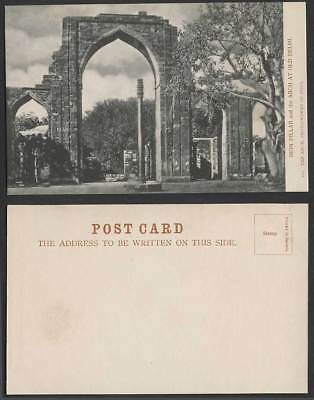 IRON PILLAR and the ARCH AT OLD DELHI.
POST CARD
THE ADDRESS TO BE WRITTEN ON THIS SIDE.
Stamp